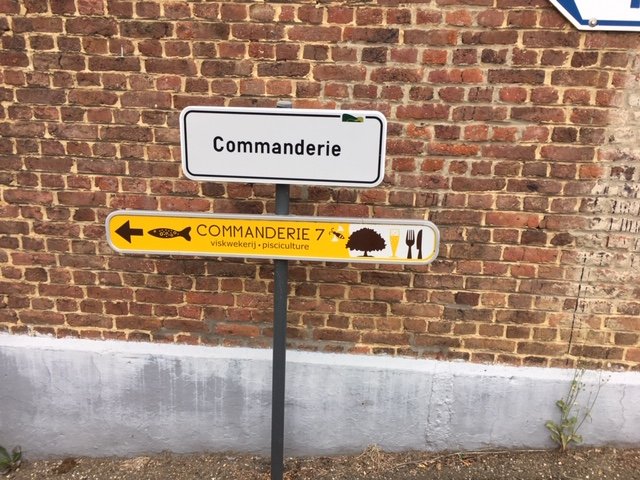 Commanderie
COMMANDERIE 7
viskwekerij • pisciculture